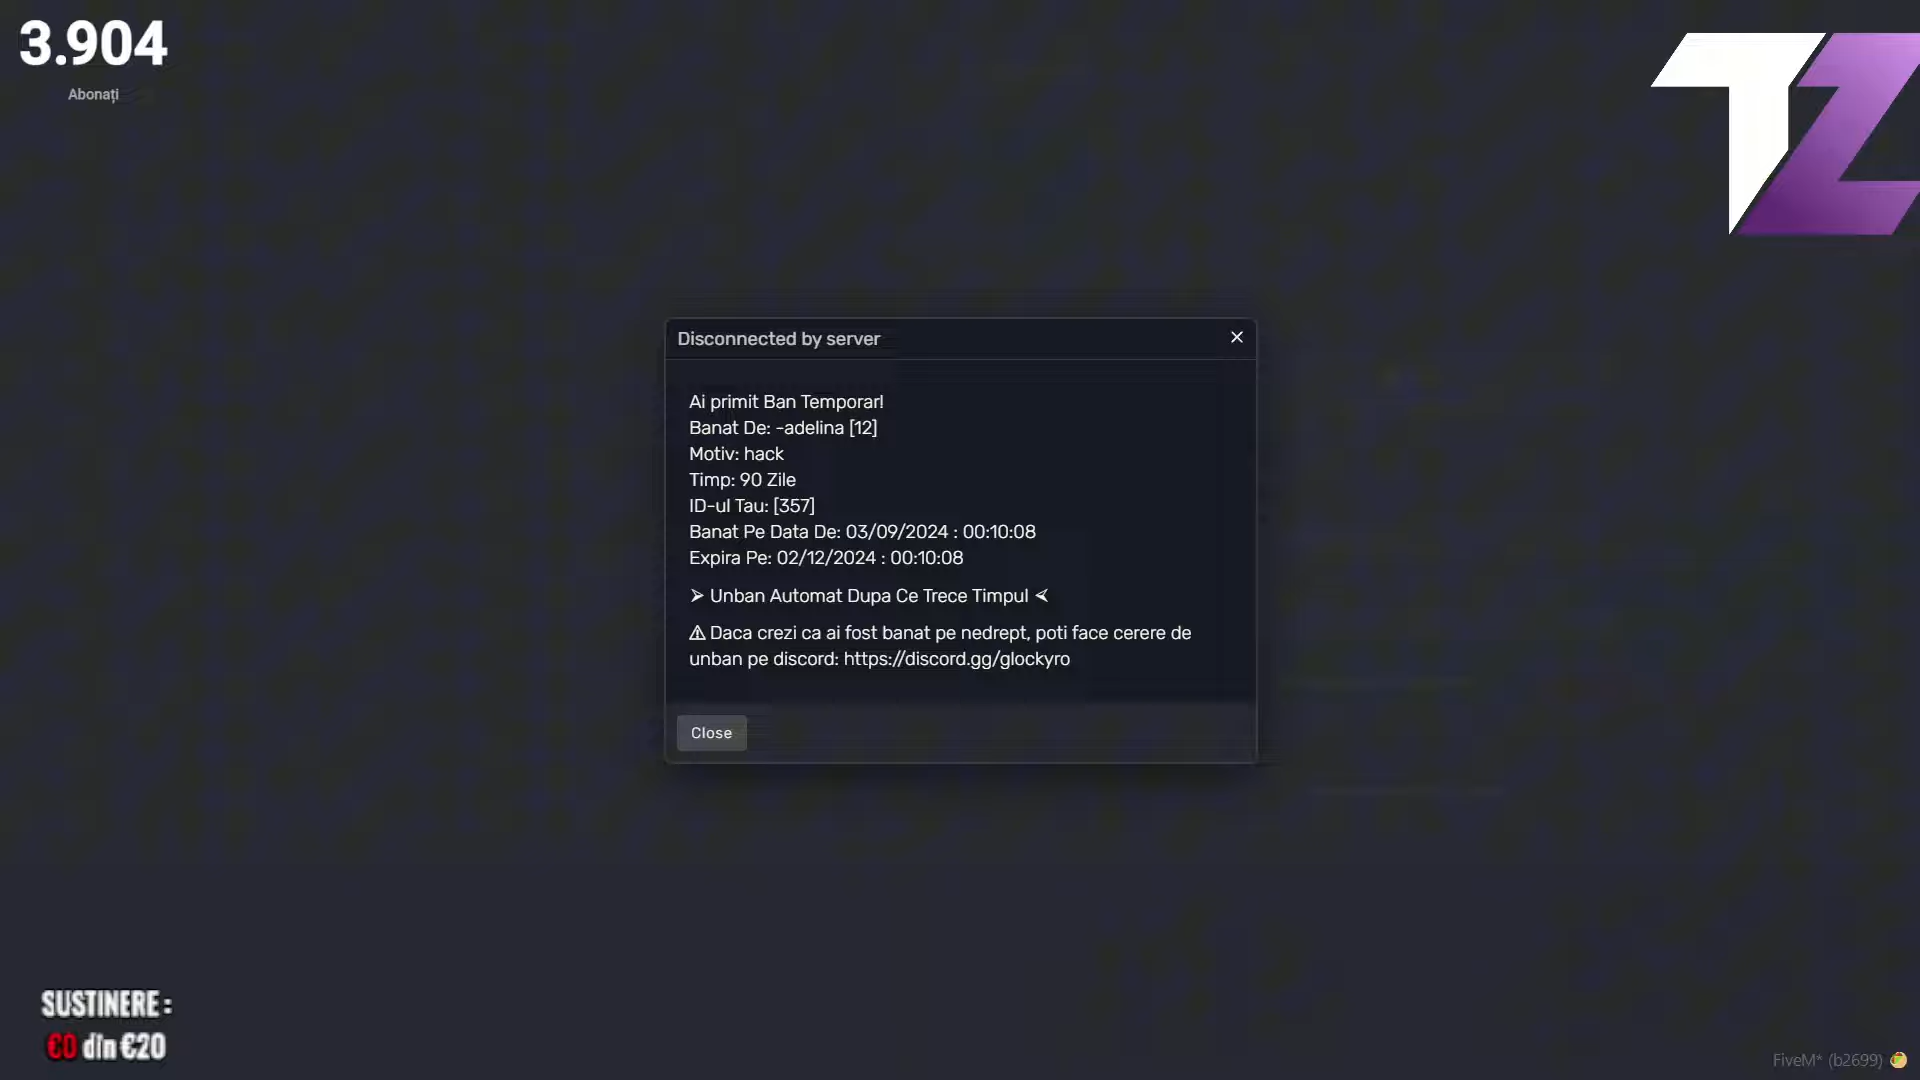 3.904
Abonați
TZ
Disconnected by server
Ai primit Ban Temporar!
Banat De: -adelina [12]
Motiv: hack
Timp: 90 Zile
ID-ul Tau: [357]
Banat Pe Data De: 03/09/2024 : 00:10:08
Expira Pe: 02/12/2024 : 00:10:08
➢ Unban Automat Dupa Ce Trece Timpul ⮘
⚠ Daca crezi ca ai fost banat pe nedrept, poti face cerere de
unban pe discord: https://discord.gg/glockyro
Close
SUSTINERE :
€0 din €20
FiveM* (b2699)